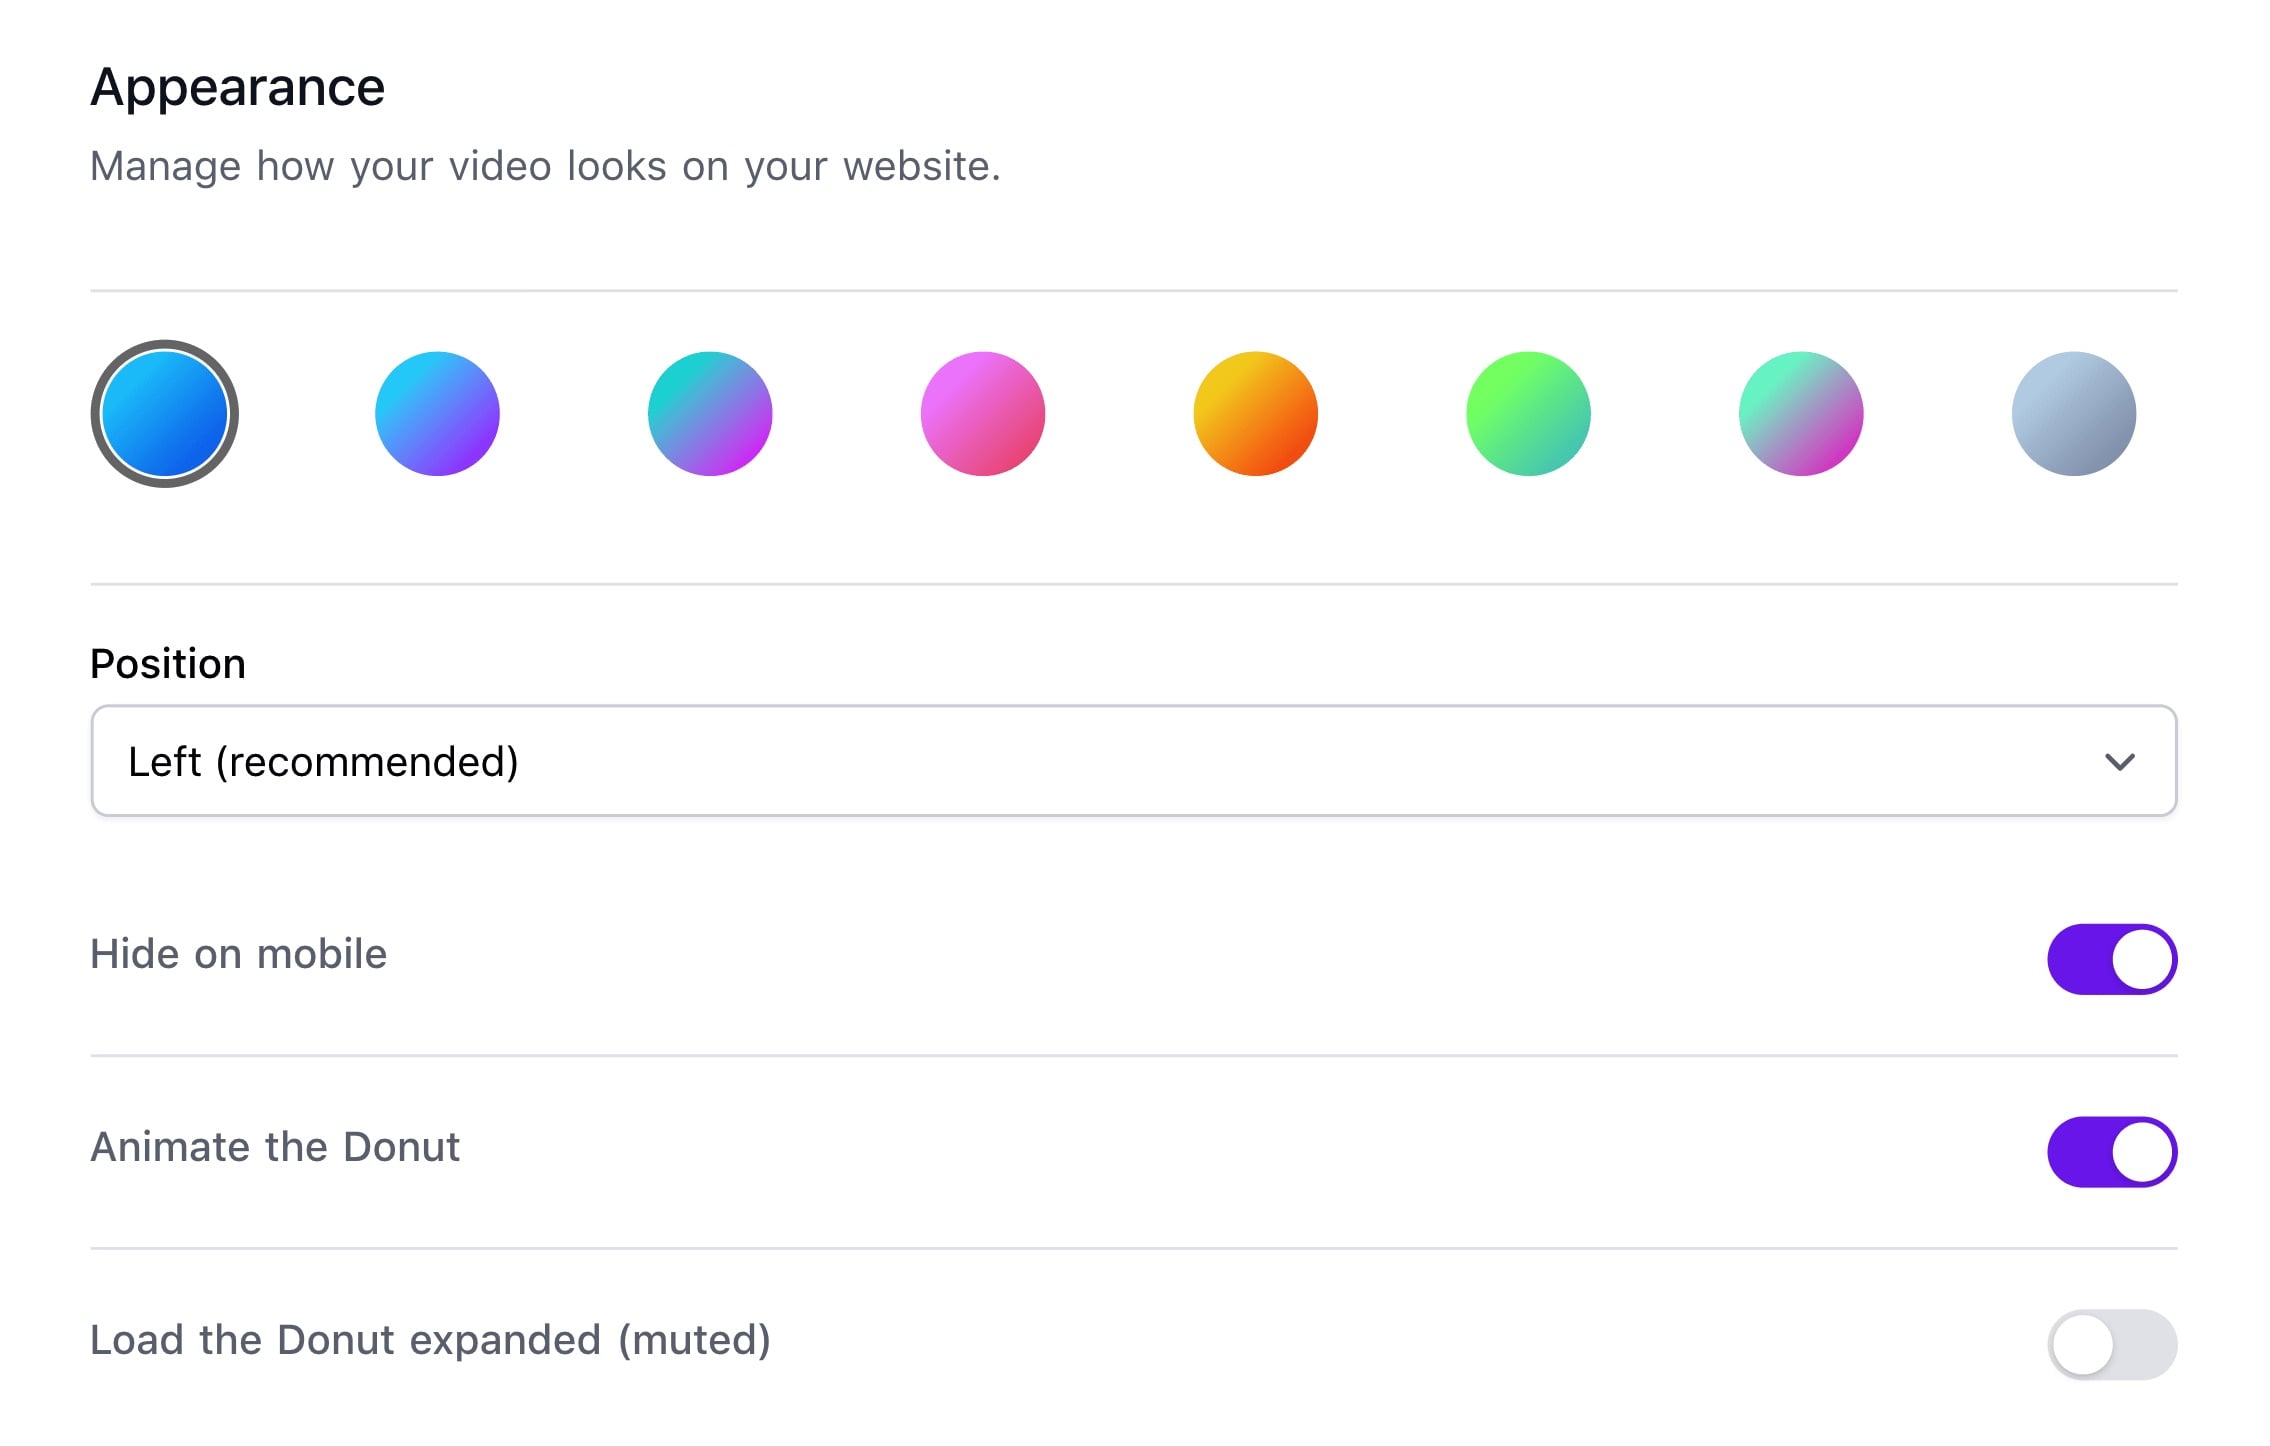 Appearance
Manage how your video looks on your website.
Position
Left (recommended)
Hide on mobile
Animate the Donut
Load the Donut expanded (muted)